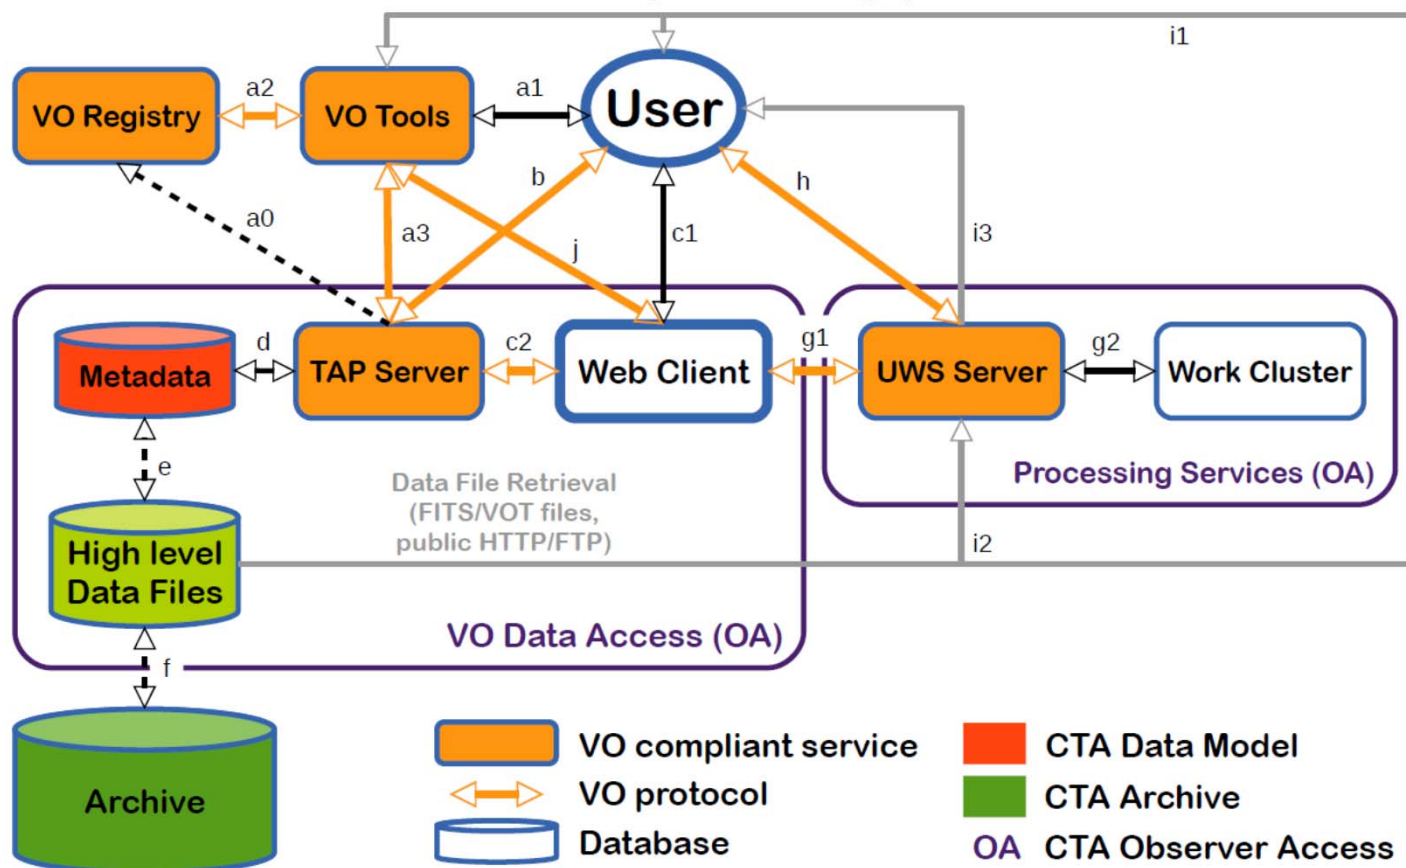 i1
a2
a1
VO Registry
VO Tools
User
b
h
a0
a3
j
c1
i3
d
c2
g1
g2
Metadata
TAP Server
Web Client
UWS Server
Work Cluster
e
Data File Retrieval
(FITS/VOT files,
public HTTP/FTP)
Processing Services (OA)
High level
Data Files
i2
VO Data Access (OA)
f
Archive
VO compliant service
VO protocol
Database
CTA Data Model
CTA Archive
OA CTA Observer Access